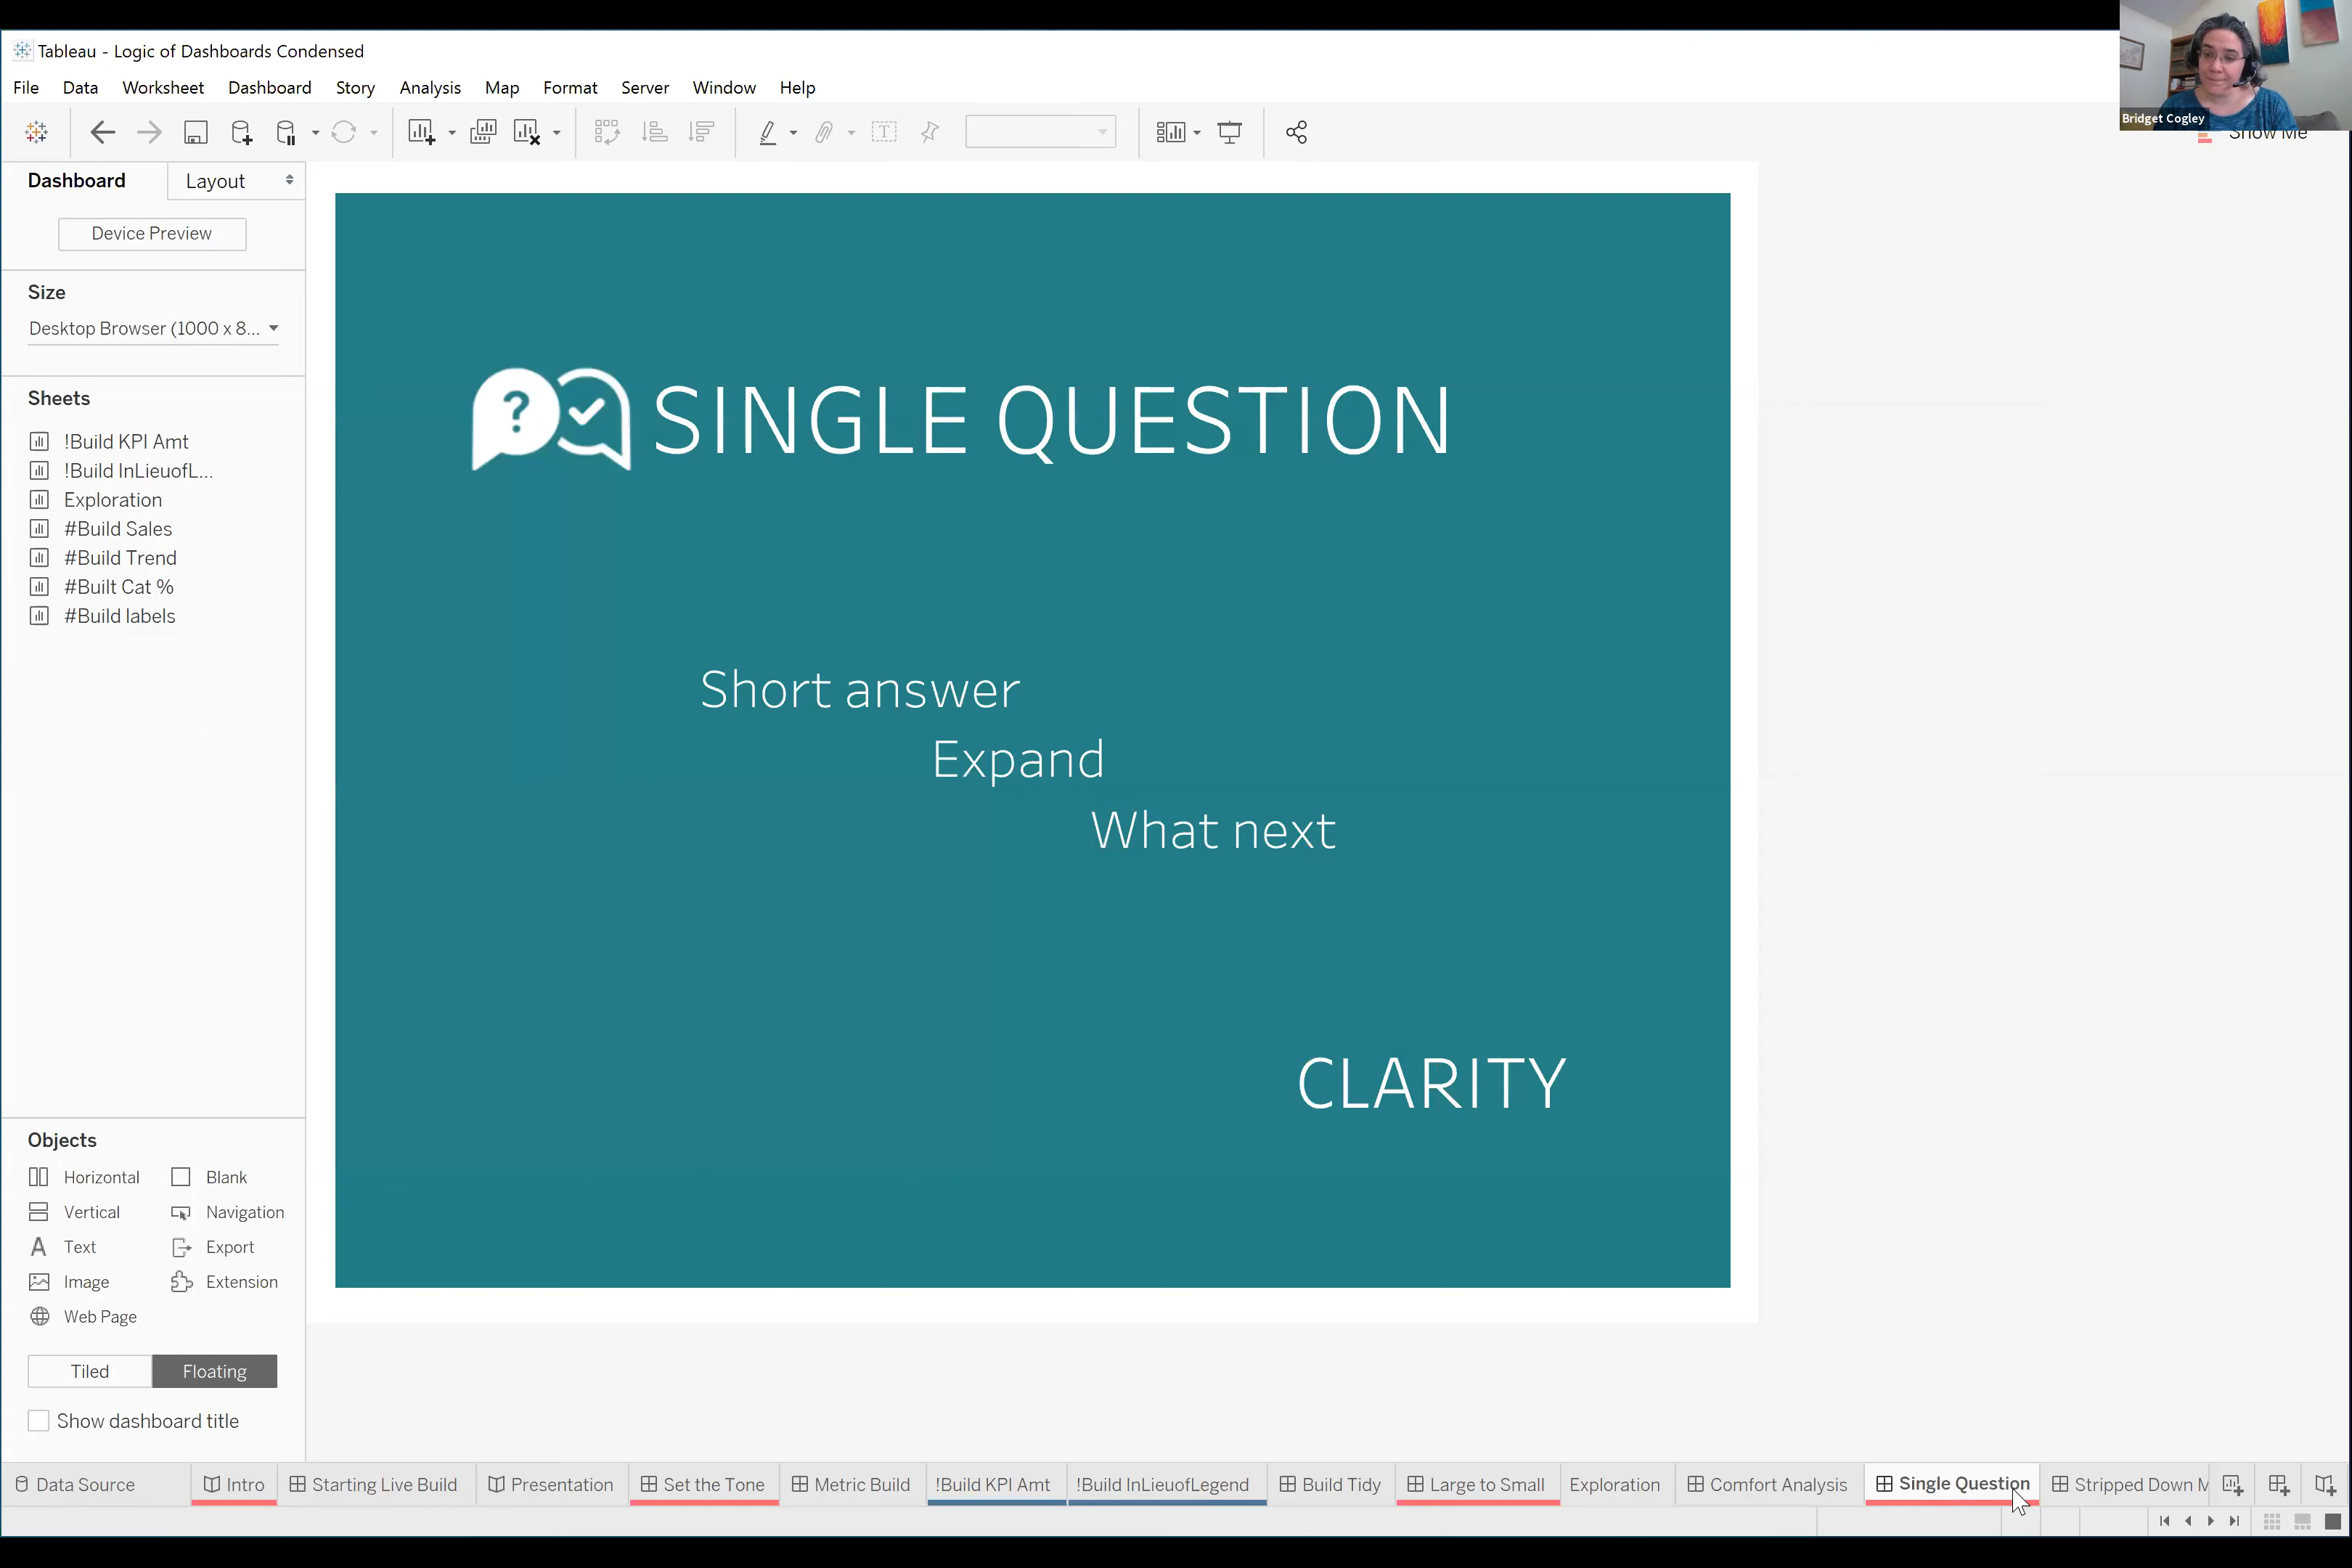 Tableau - Logic of Dashboards Condensed
File Data Worksheet Dashboard Story Analysis Map Format Server Window Help
Bridget Cogley
Show Me
Dashboard Layout
Device Preview
Size
Desktop Browser (1000 x 8...
Sheets
!Build KPI Amt
!Build InLieuofL...
Exploration
#Build Sales
#Build Trend
#Built Cat %
#Build labels
? SINGLE QUESTION
Short answer
Expand
What next
CLARITY
Objects
Horizontal Blank
Vertical Navigation
Text Export
Image Extension
Web Page
Tiled Floating
Show dashboard title
Data Source Intro Starting Live Build Presentation Set the Tone Metric Build !Build KPI Amt !Build InLieuofLegend Build Tidy Large to Small Exploration Comfort Analysis Single Question Stripped Down M